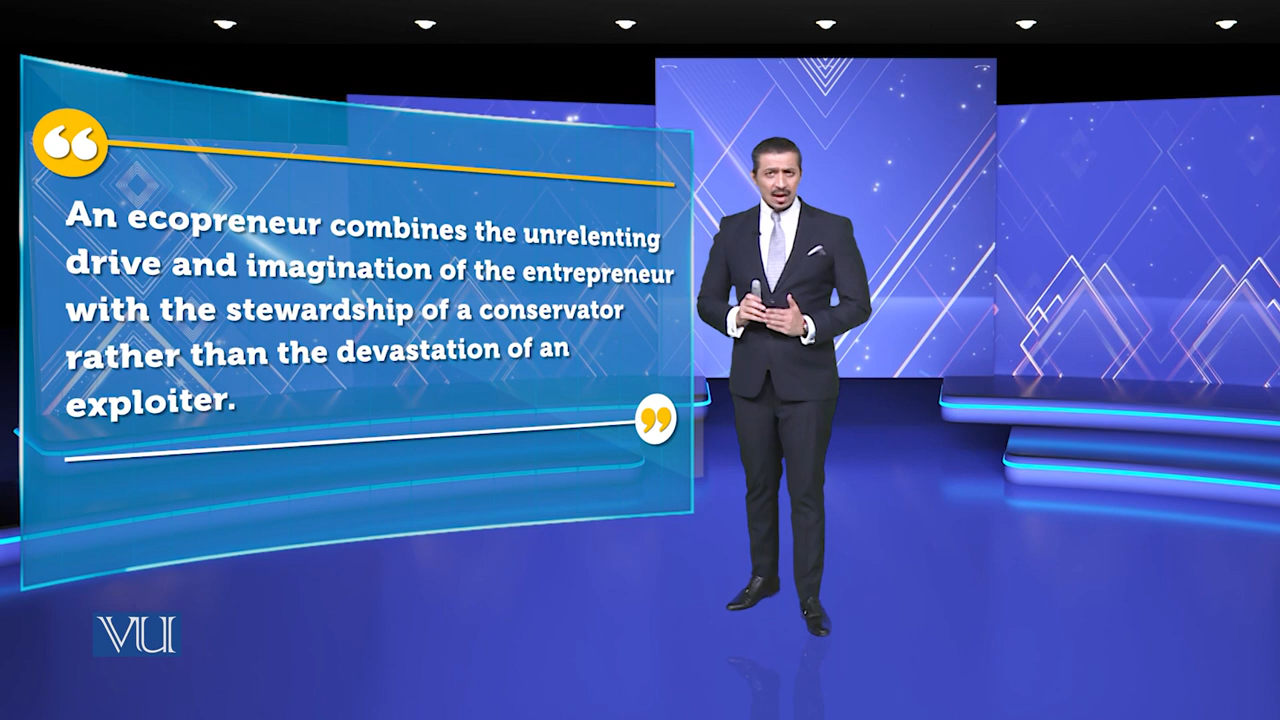 An ecopreneur combines the unrelenting
drive and imagination of the entrepreneur
with the stewardship of a conservator
rather than the devastation of an
exploiter.
VU